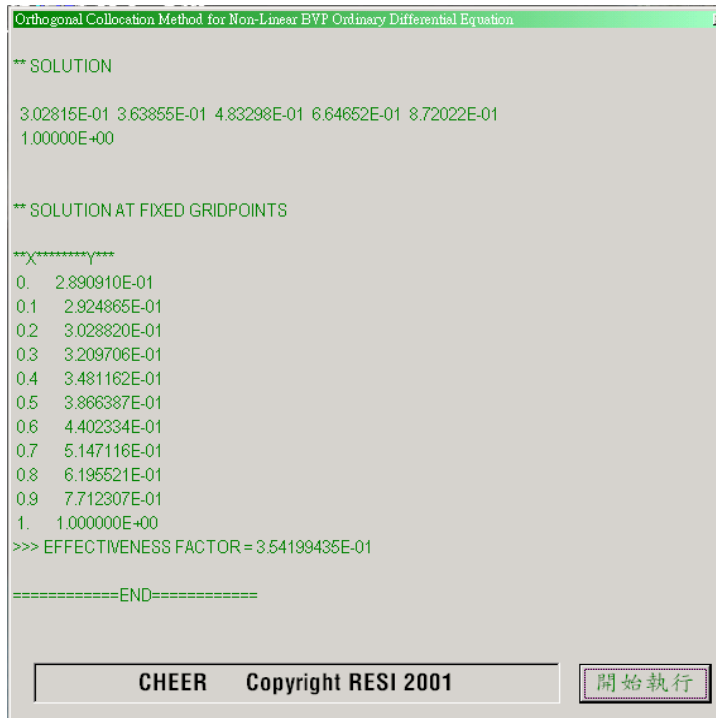 Orthogonal Collocation Method for Non-Linear BVP Ordinary Differential Equation
** SOLUTION
3.02815E-01 3.63855E-01 4.83298E-01 6.64652E-01 8.72022E-01
1.00000E+00
** SOLUTION AT FIXED GRIDPOINTS
**X********Y***
0. 2.890910E-01
0.1 2.924865E-01
0.2 3.028820E-01
0.3 3.209706E-01
0.4 3.481162E-01
0.5 3.866387E-01
0.6 4.402334E-01
0.7 5.147116E-01
0.8 6.195521E-01
0.9 7.712307E-01
1. 1.000000E+00
>>> EFFECTIVENESS FACTOR = 3.54199435E-01
============END============
CHEER Copyright RESI 2001
開始執行